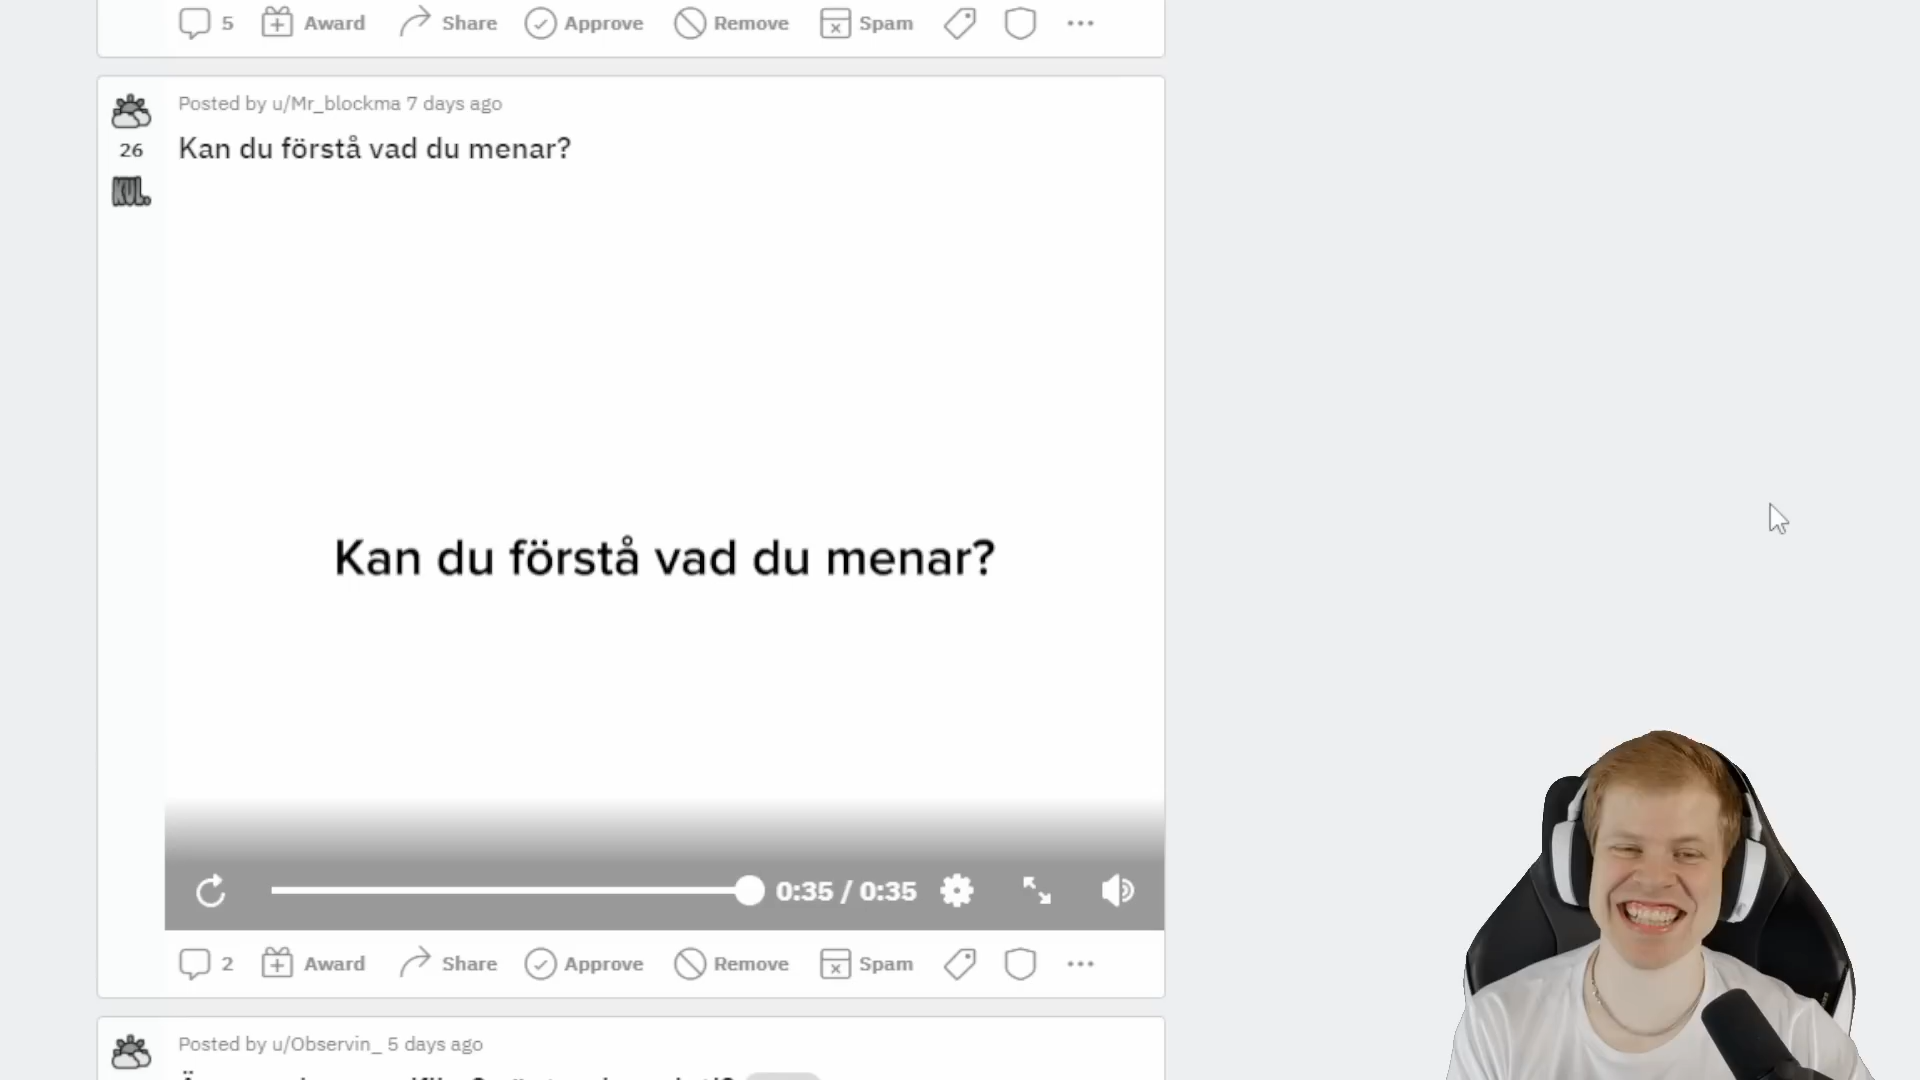 5 Award Share Approve Remove Spam
Posted by u/Mr_blockma 7 days ago
26
Kan du förstå vad du menar?
KUL.
Kan du förstå vad du menar?
0:35 / 0:35
2 Award Share Approve Remove Spam
Posted by u/Observin_ 5 days ago